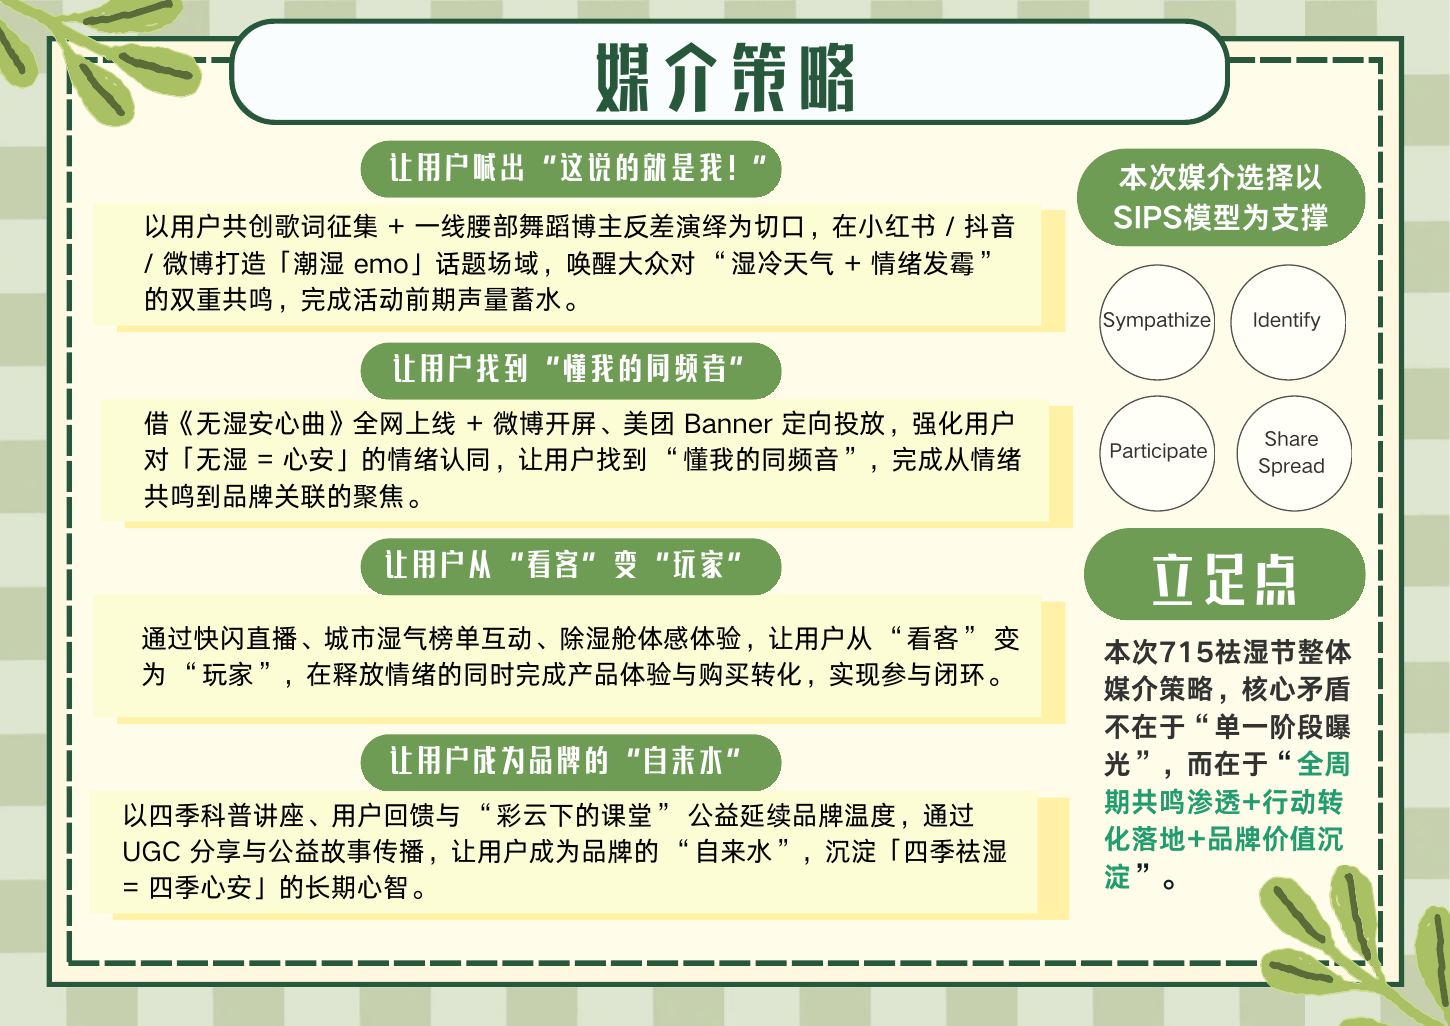 媒介策略
让用户喊出“这说的就是我！”
以用户共创歌词征集 + 一线腰部舞蹈博主反差演绎为切口，在小红书 / 抖音
/ 微博打造「潮湿 emo」话题场域，唤醒大众对 “湿冷天气 + 情绪发霉”
的双重共鸣，完成活动前期声量蓄水。
让用户找到“懂我的同频者”
借《无湿安心曲》全网上线 + 微博开屏、美团 Banner 定向投放，强化用户
对「无湿 = 心安」的情绪认同，让用户找到 “懂我的同频音”，完成从情绪
共鸣到品牌关联的聚焦。
让用户从“看客”变“玩家”
通过快闪直播、城市湿气榜单互动、除湿舱体感体验，让用户从 “看客” 变
为 “玩家”，在释放情绪的同时完成产品体验与购买转化，实现参与闭环。
让用户成为品牌的“自来水”
以四季科普讲座、用户回馈与 “彩云下的课堂” 公益延续品牌温度，通过
UGC 分享与公益故事传播，让用户成为品牌的 “自来水”，沉淀「四季祛湿
= 四季心安」的长期心智。
本次媒介选择以
SIPS模型为支撑
Sympathize
Identify
Participate
Share
Spread
立足点
本次715祛湿节整体
媒介策略，核心矛盾
不在于“单一阶段曝
光”，而在于“全周
期共鸣渗透+行动转
化落地+品牌价值沉
淀”。